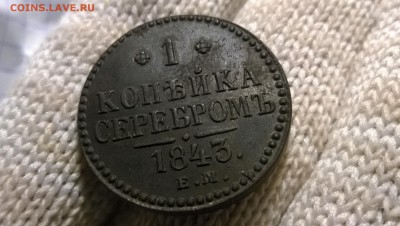 COINS.LAVE.RU
1
КОПѢЙКА
СЕРЕБРОМЪ
1843.
Е.М.